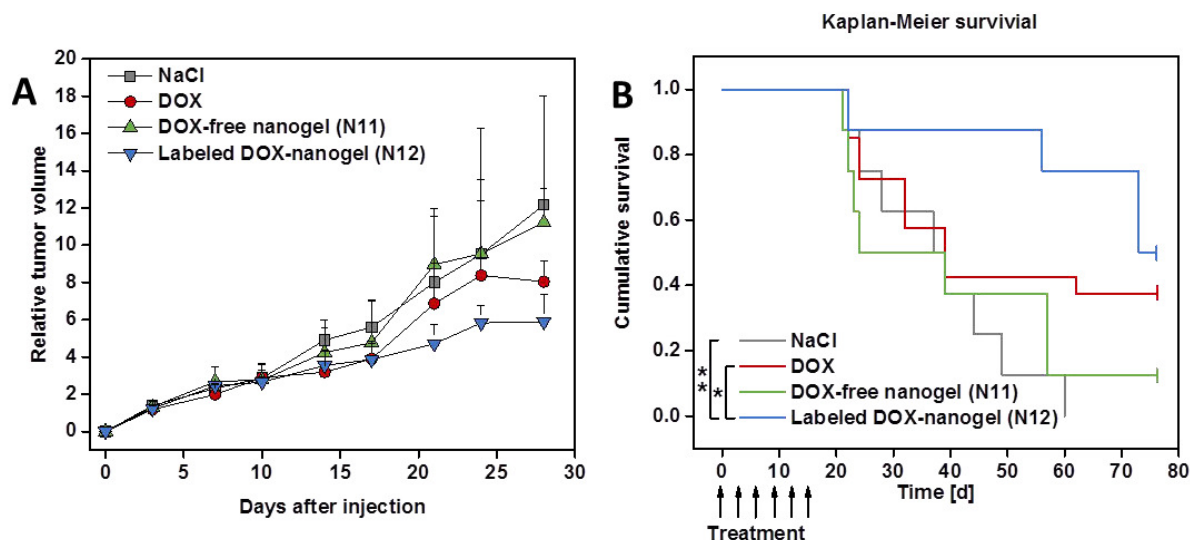 A
Relative tumor volume
20
18
16
14
12
10
8
6
4
2
0
NaCl
DOX
DOX-free nanogel (N11)
Labeled DOX-nanogel (N12)
0 5 10 15 20 25 30
Days after injection
Kaplan-Meier survivial
B
Cumulative survival
1.0
0.8
0.6
0.4
0.2
0.0
NaCl
DOX
DOX-free nanogel (N11)
Labeled DOX-nanogel (N12)
**
*
0 10 20 30 40 50 60 70 80
Time [d]
Treatment